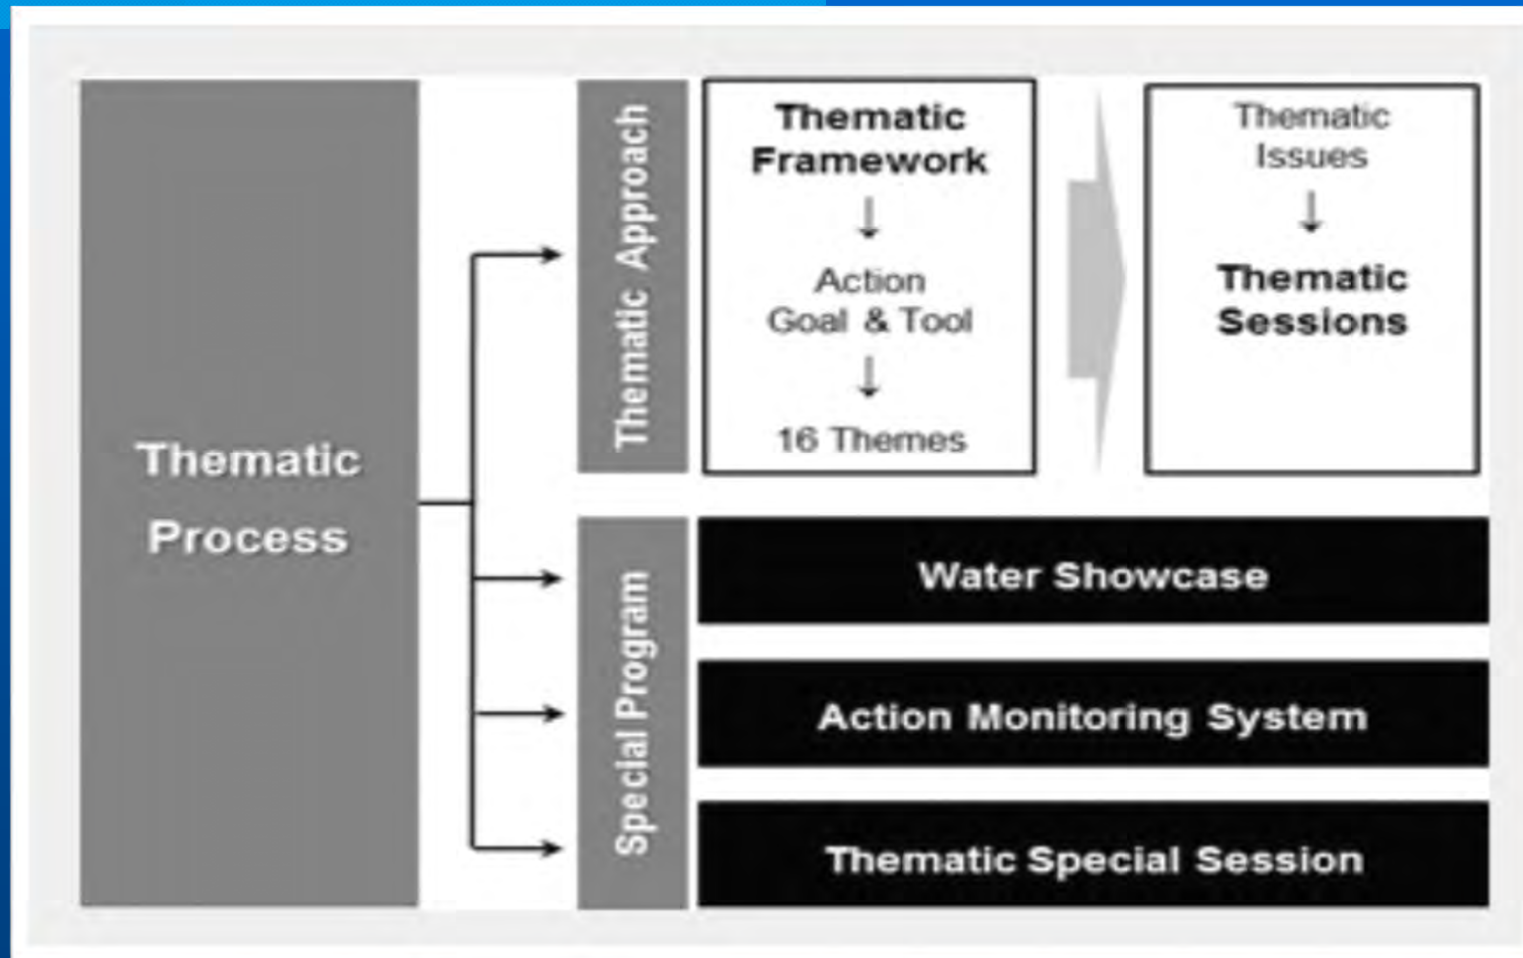 Thematic
Process
Thematic Approach
Thematic
Framework
↓
Action
Goal & Tool
↓
16 Themes
Thematic
Issues
↓
Thematic
Sessions
Special Program
Water Showcase
Action Monitoring System
Thematic Special Session